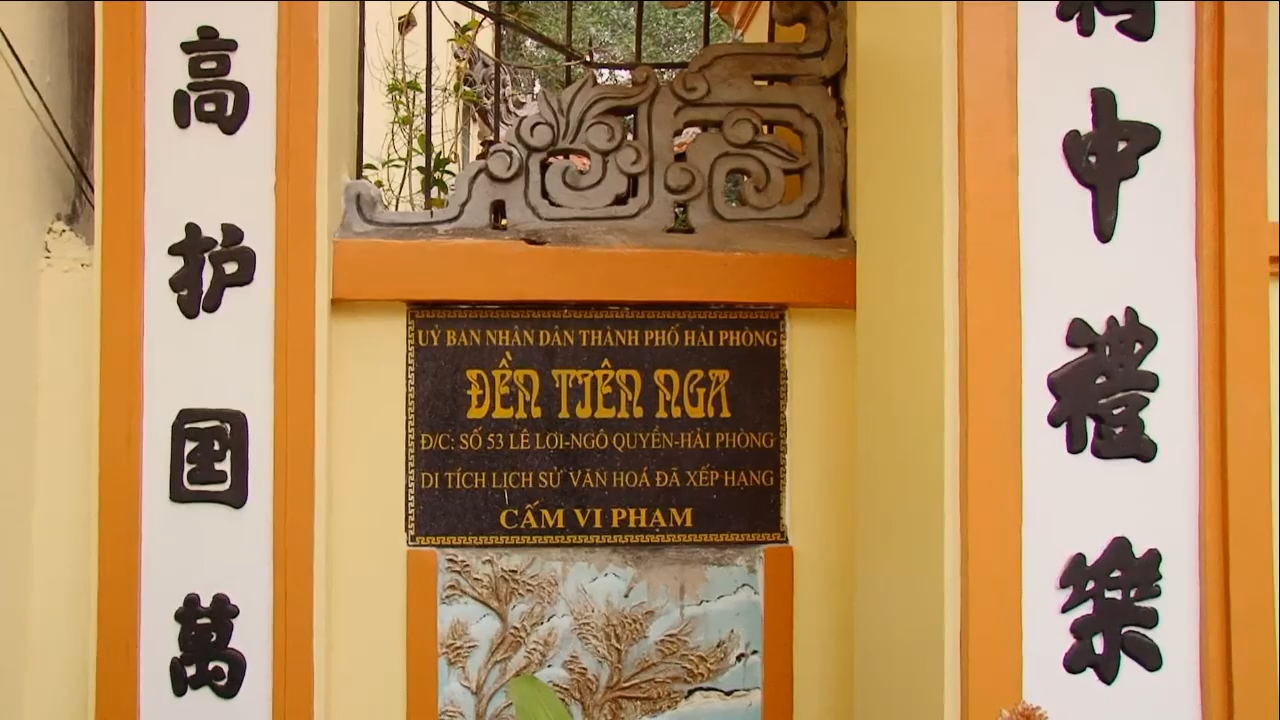 高
护
国
萬
UỶ BAN NHÂN DÂN THÀNH PHỐ HẢI PHÒNG
ĐỀN TIÊN NGA
Đ/C: SỐ 53 LÊ LỢI-NGÔ QUYỀN-HẢI PHÒNG
DI TÍCH LỊCH SỬ VĂN HOÁ ĐÃ XẾP HẠNG
CẤM VI PHẠM
中
禮
樂